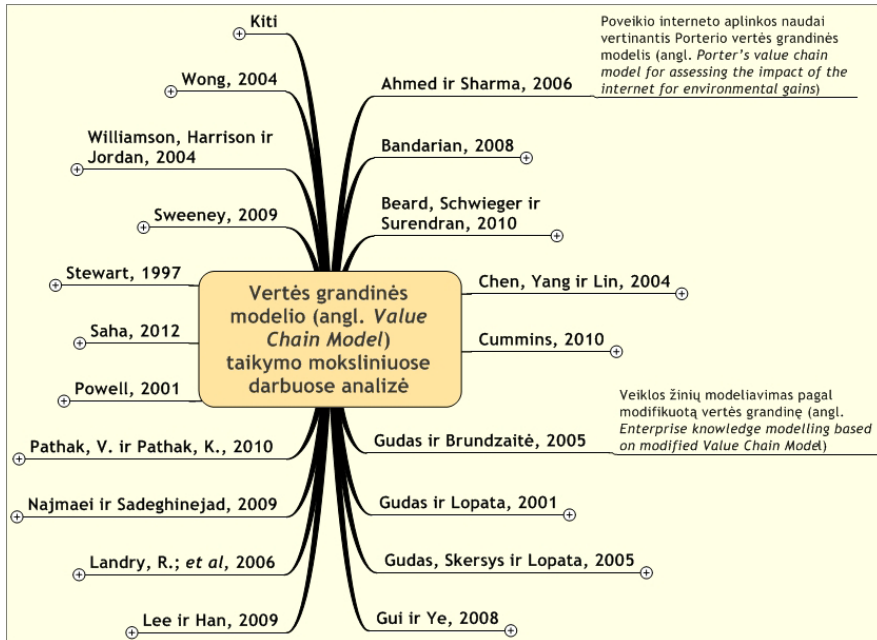 Kiti
Wong, 2004
Williamson, Harrison ir
Jordan, 2004
Sweeney, 2009
Stewart, 1997
Saha, 2012
Powell, 2001
Pathak, V. ir Pathak, K., 2010
Najmaei ir Sadeghinejad, 2009
Landry, R.; et al, 2006
Lee ir Han, 2009
Vertės grandinės
modelio (angl. Value
Chain Model)
taikymo moksliniuose
darbuose analizė
Ahmed ir Sharma, 2006
Poveikio interneto aplinkos naudai
vertinantis Porterio vertės grandinės
modelis (angl. Porter's value chain
model for assessing the impact of the
internet for environmental gains)
Bandarian, 2008
Beard, Schwieger ir
Surendran, 2010
Chen, Yang ir Lin, 2004
Cummins, 2010
Gudas ir Brundzaitė, 2005
Veiklos žinių modeliavimas pagal
modifikuotą vertės grandinę (angl.
Enterprise knowledge modelling based
on modified Value Chain Model)
Gudas ir Lopata, 2001
Gudas, Skersys ir Lopata, 2005
Gui ir Ye, 2008